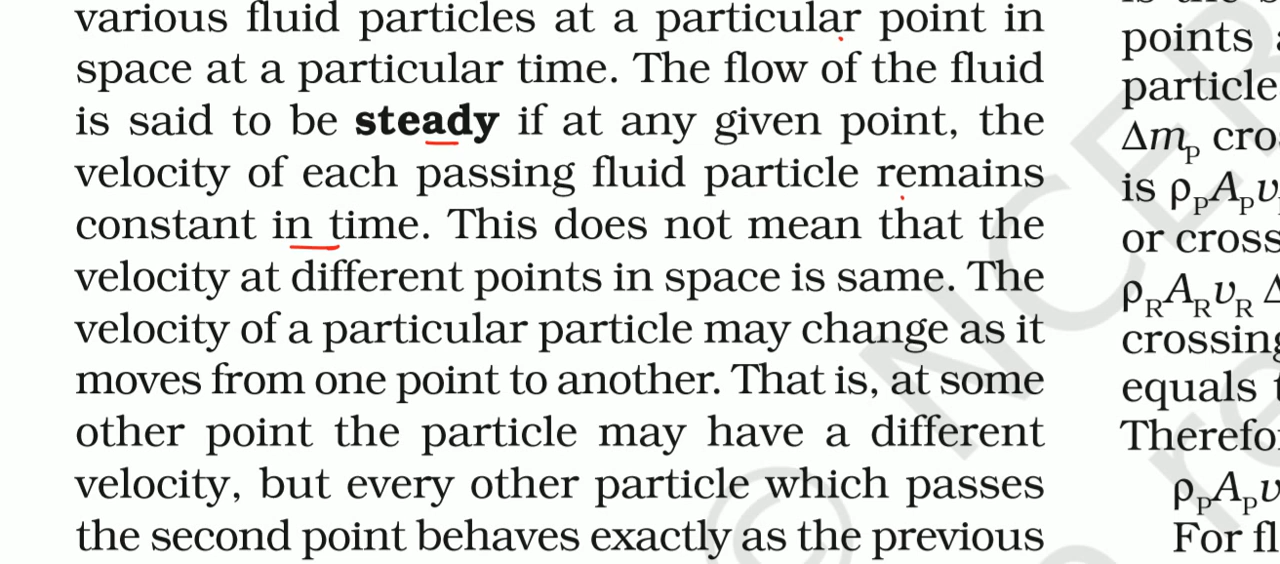 various fluid particles at a particular point in
space at a particular time. The flow of the fluid
is said to be steady if at any given point, the
velocity of each passing fluid particle remains
constant in time. This does not mean that the
velocity at different points in space is same. The
velocity of a particular particle may change as it
moves from one point to another. That is, at some
other point the particle may have a different
velocity, but every other particle which passes
the second point behaves exactly as the previous
points
particle
Δmₚ cro
is ρₚAₚv
or cross
ρRARvR Δ
crossing
equals t
Therefo
ρₚAₚv
For fl
© NCER
re